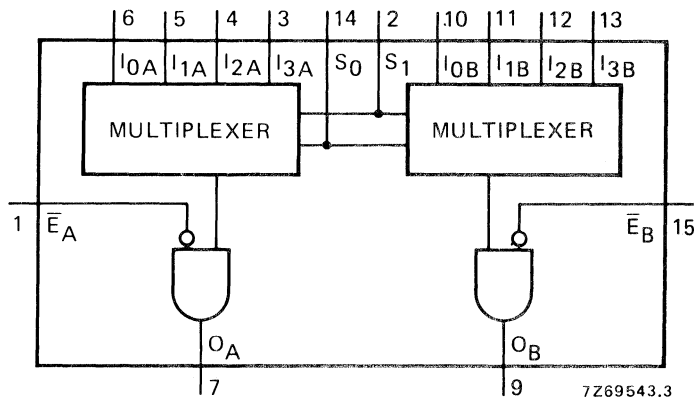 6 5 4 3 14 2 10 11 12 13
I0A I1A I2A I3A S0 S1 I0B I1B I2B I3B
MULTIPLEXER MULTIPLEXER
1 ĒA ĒB 15
OA OB
7 9
7Z69543.3